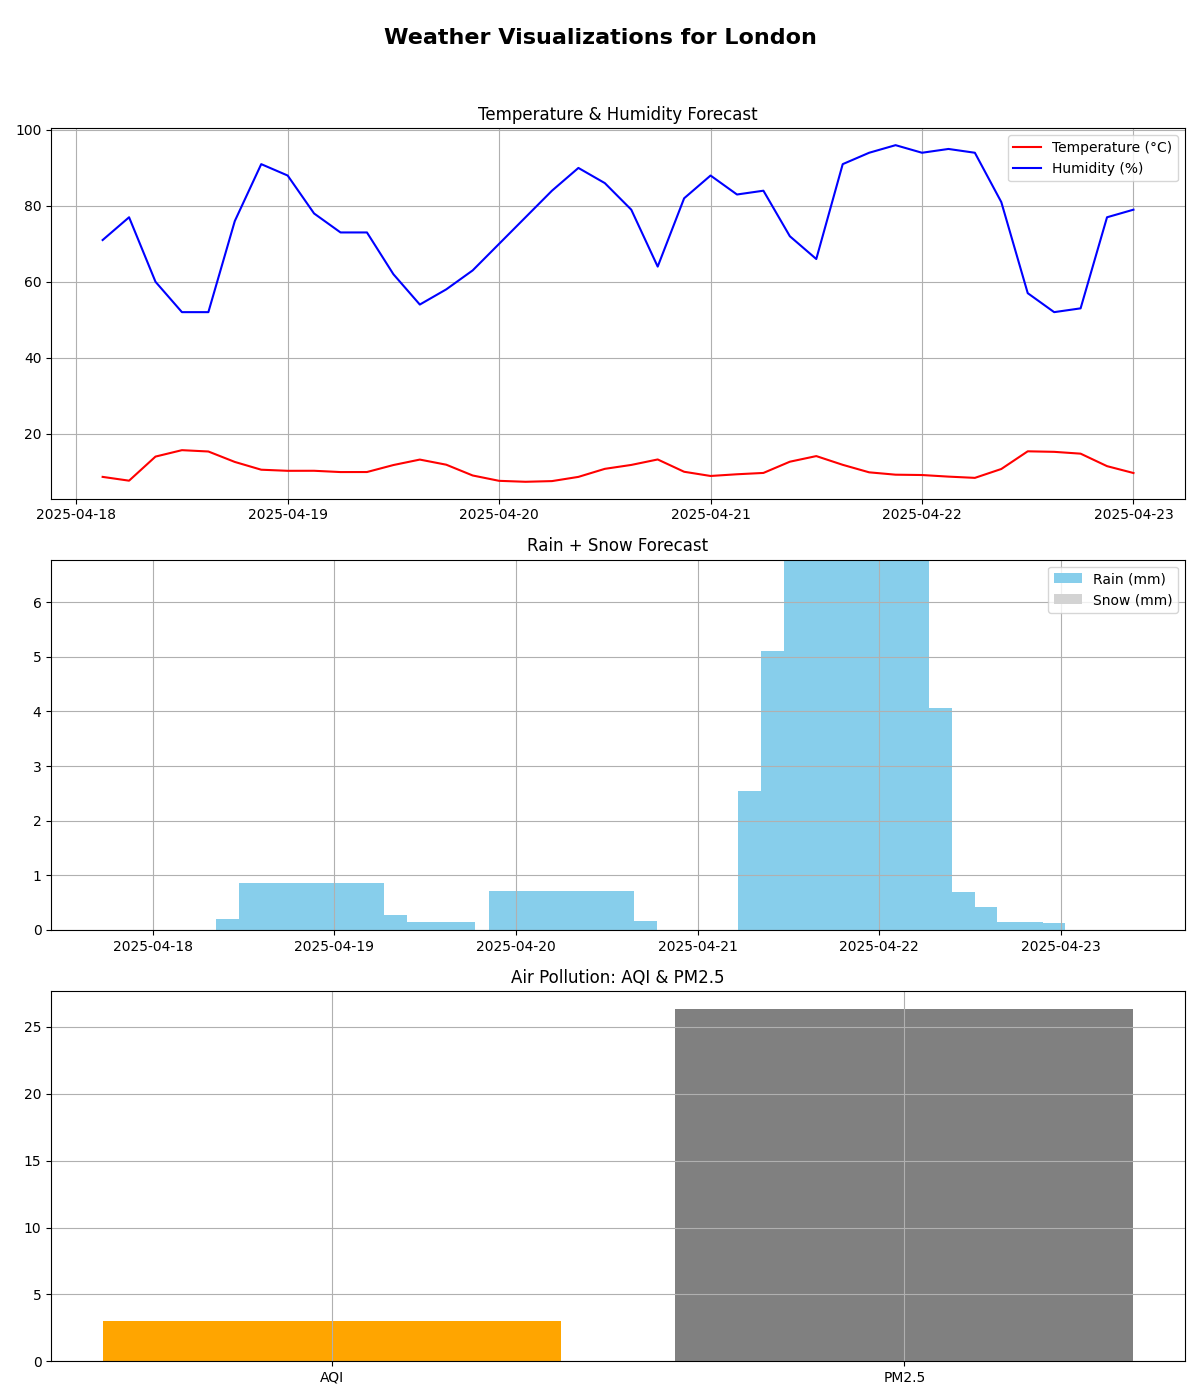 Weather Visualizations for London
Temperature & Humidity Forecast
100
80
60
40
20
Temperature (°C)
Humidity (%)
2025-04-18 2025-04-19 2025-04-20 2025-04-21 2025-04-22 2025-04-23
Rain + Snow Forecast
6
5
4
3
2
1
0
Rain (mm)
Snow (mm)
2025-04-18 2025-04-19 2025-04-20 2025-04-21 2025-04-22 2025-04-23
Air Pollution: AQI & PM2.5
25
20
15
10
5
0
AQI PM2.5